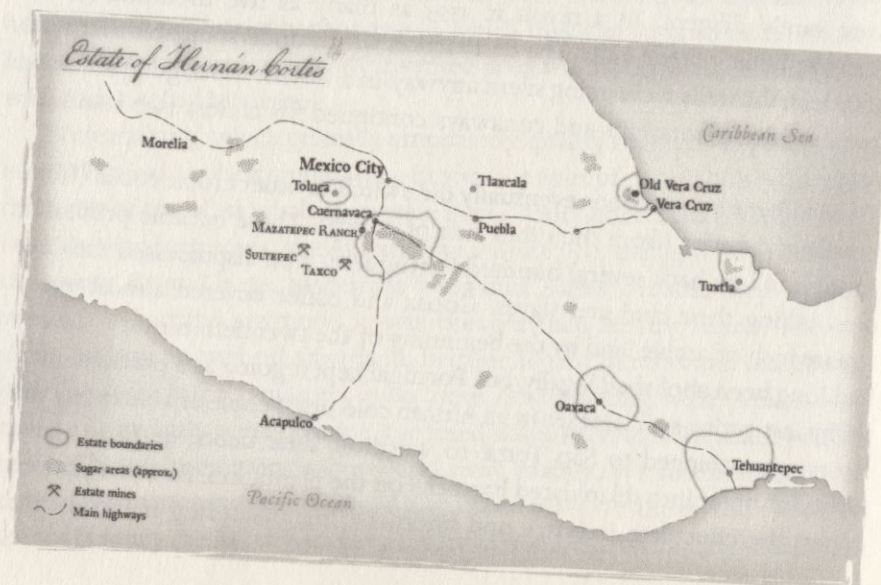 Estate of Hernán Cortés
Caribbean Sea
Morelia
Mexico City
Toluca
Tlaxcala
Old Vera Cruz
Vera Cruz
Cuernavaca
Mazatepec Ranch
Puebla
Sultepec
Taxco
Tuxtla
Oaxaca
Acapulco
Tehuantepec
Pacific Ocean
Estate boundaries
Sugar areas (approx.)
Estate mines
Main highways